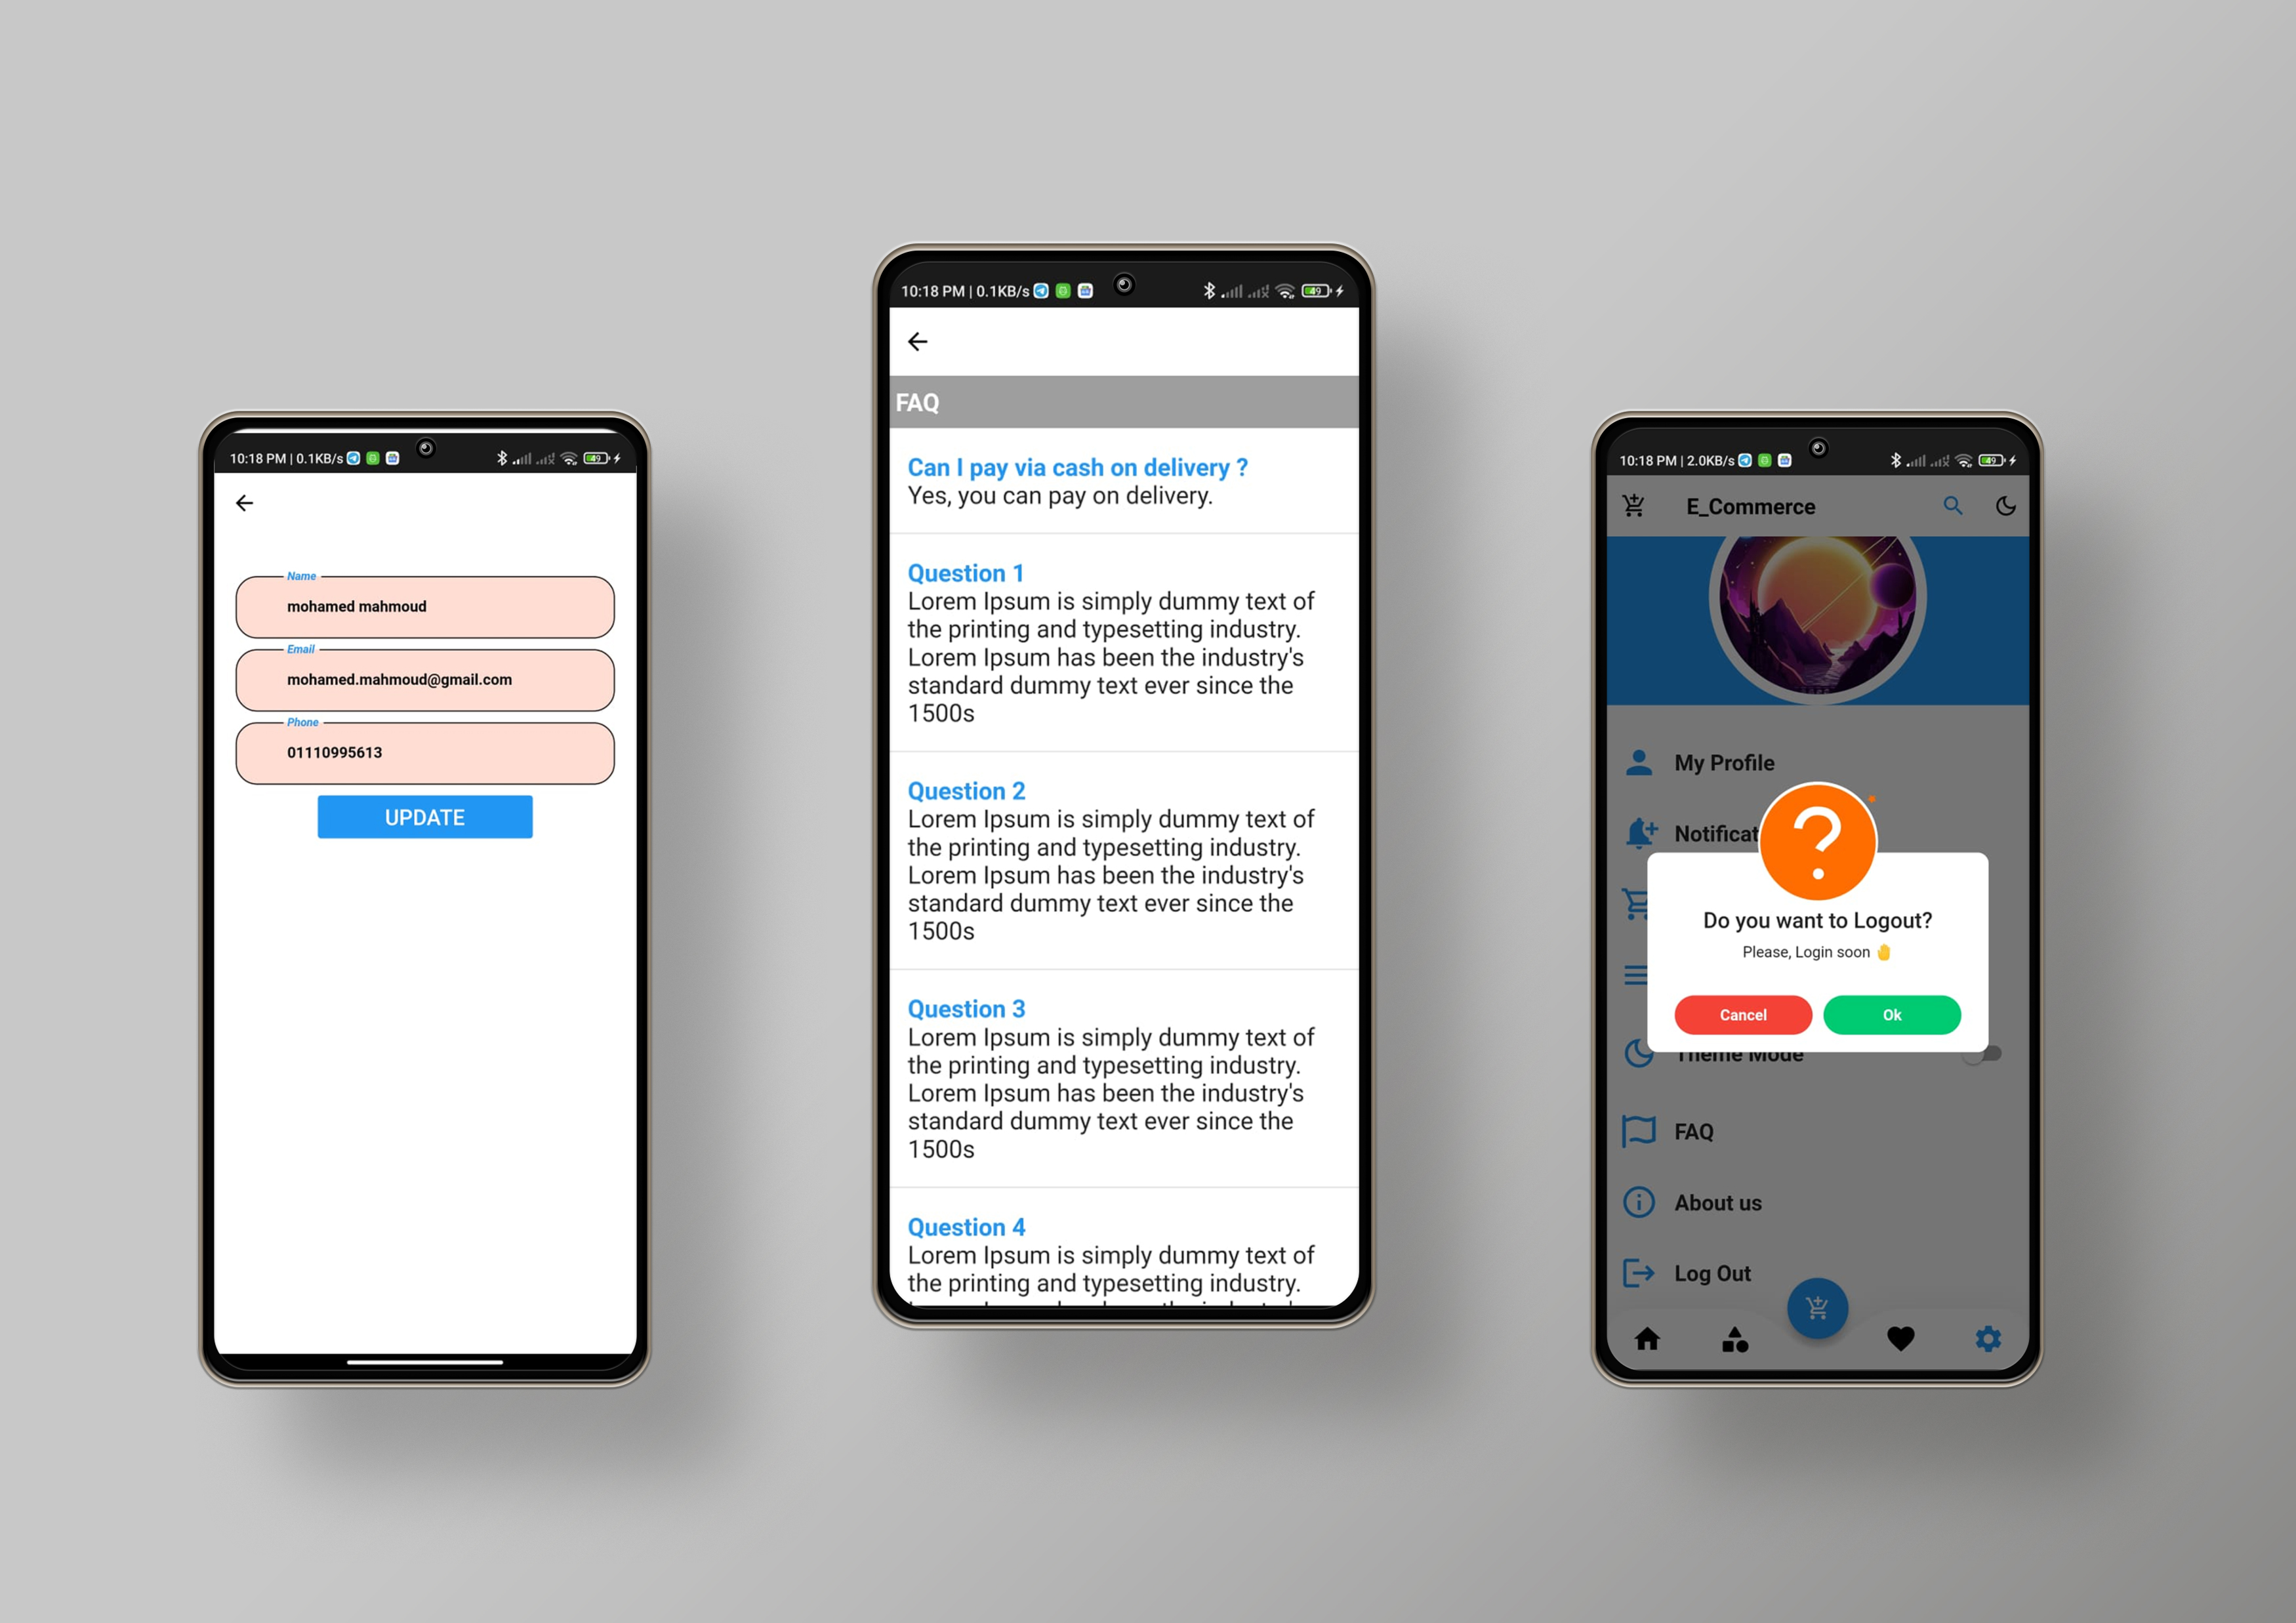 10:18 PM | 0.1KB/s
49
Name
mohamed mahmoud
Email
mohamed.mahmoud@gmail.com
Phone
01110995613
UPDATE
10:18 PM | 0.1KB/s
49
FAQ
Can I pay via cash on delivery ?
Yes, you can pay on delivery.
Question 1
Lorem Ipsum is simply dummy text of
the printing and typesetting industry.
Lorem Ipsum has been the industry's
standard dummy text ever since the
1500s
Question 2
Lorem Ipsum is simply dummy text of
the printing and typesetting industry.
Lorem Ipsum has been the industry's
standard dummy text ever since the
1500s
Question 3
Lorem Ipsum is simply dummy text of
the printing and typesetting industry.
Lorem Ipsum has been the industry's
standard dummy text ever since the
1500s
Question 4
Lorem Ipsum is simply dummy text of
the printing and typesetting industry.
10:18 PM | 2.0KB/s
49
E_Commerce
My Profile
Notificat
Do you want to Logout?
Please, Login soon 🤚
Cancel
Ok
Theme Mode
FAQ
About us
Log Out